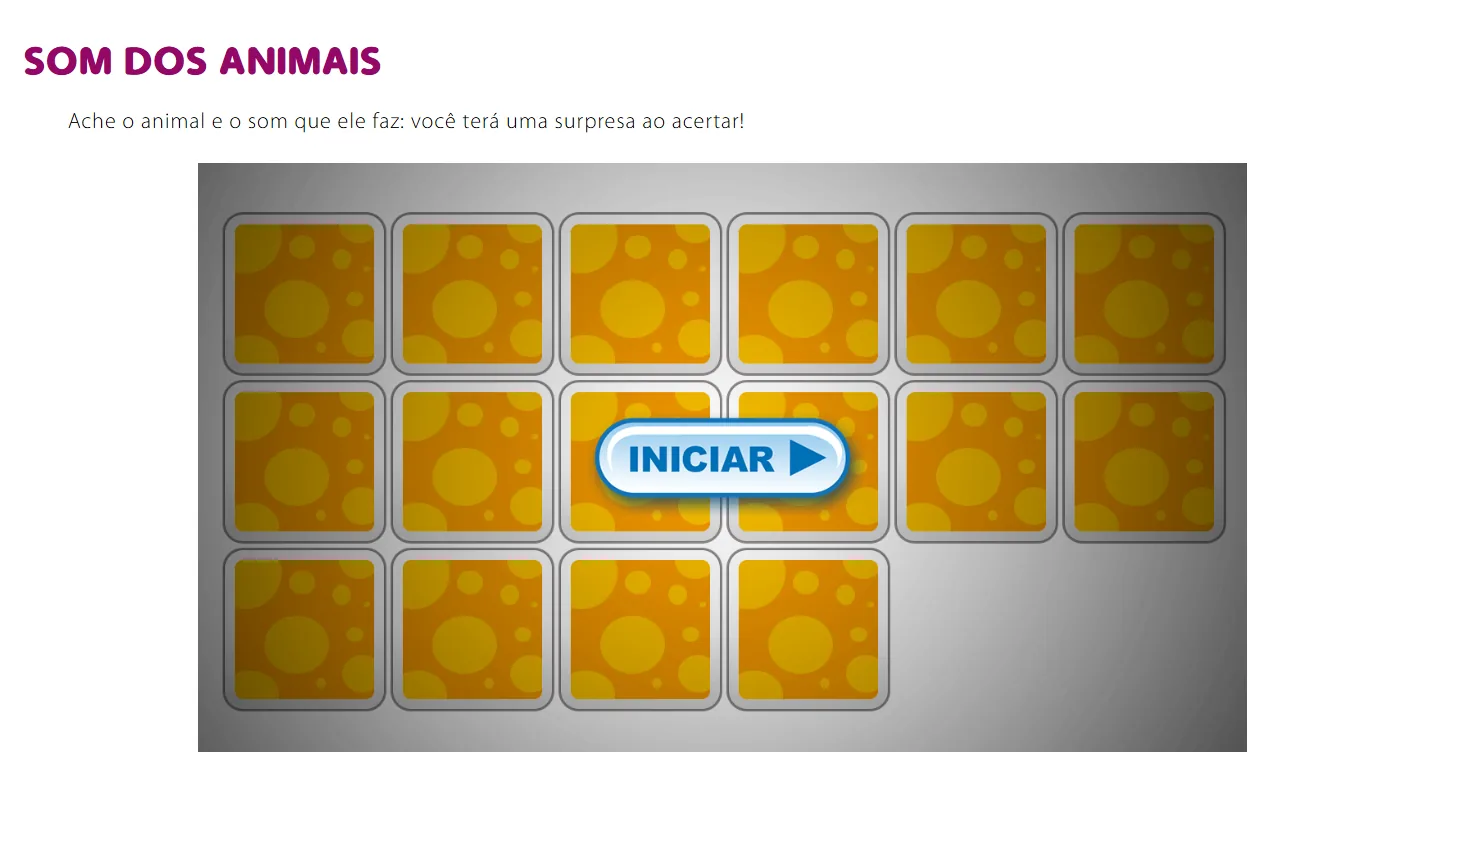 SOM DOS ANIMAIS
Ache o animal e o som que ele faz: você terá uma surpresa ao acertar!
INICIAR